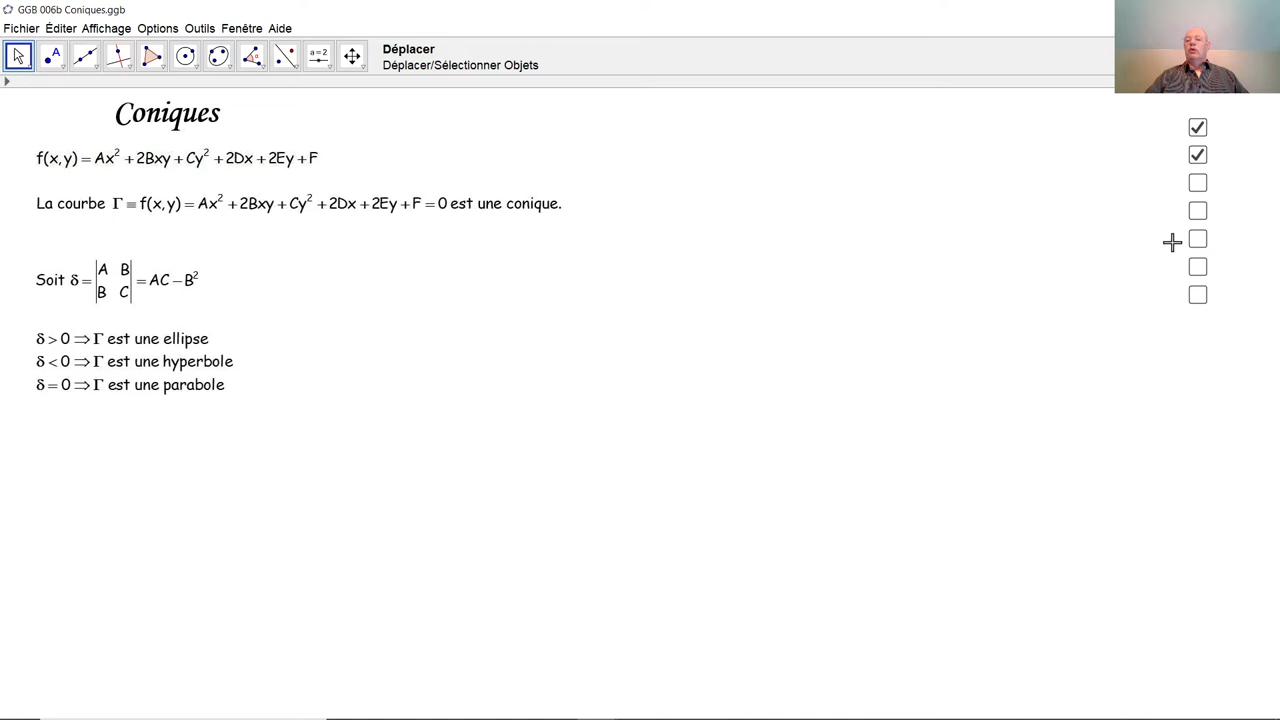 GGB 006b Coniques.ggb
Fichier Éditer Affichage Options Outils Fenêtre Aide
A
a=2
Déplacer
Déplacer/Sélectionner Objets
Coniques
f(x,y) = Ax² + 2Bxy + Cy² + 2Dx + 2Ey + F
La courbe Γ ≡ f(x,y) = Ax² + 2Bxy + Cy² + 2Dx + 2Ey + F = 0 est une conique.
Soit δ = |A B| = AC − B²
|B C|
δ > 0 ⇒ Γ est une ellipse
δ < 0 ⇒ Γ est une hyperbole
δ = 0 ⇒ Γ est une parabole